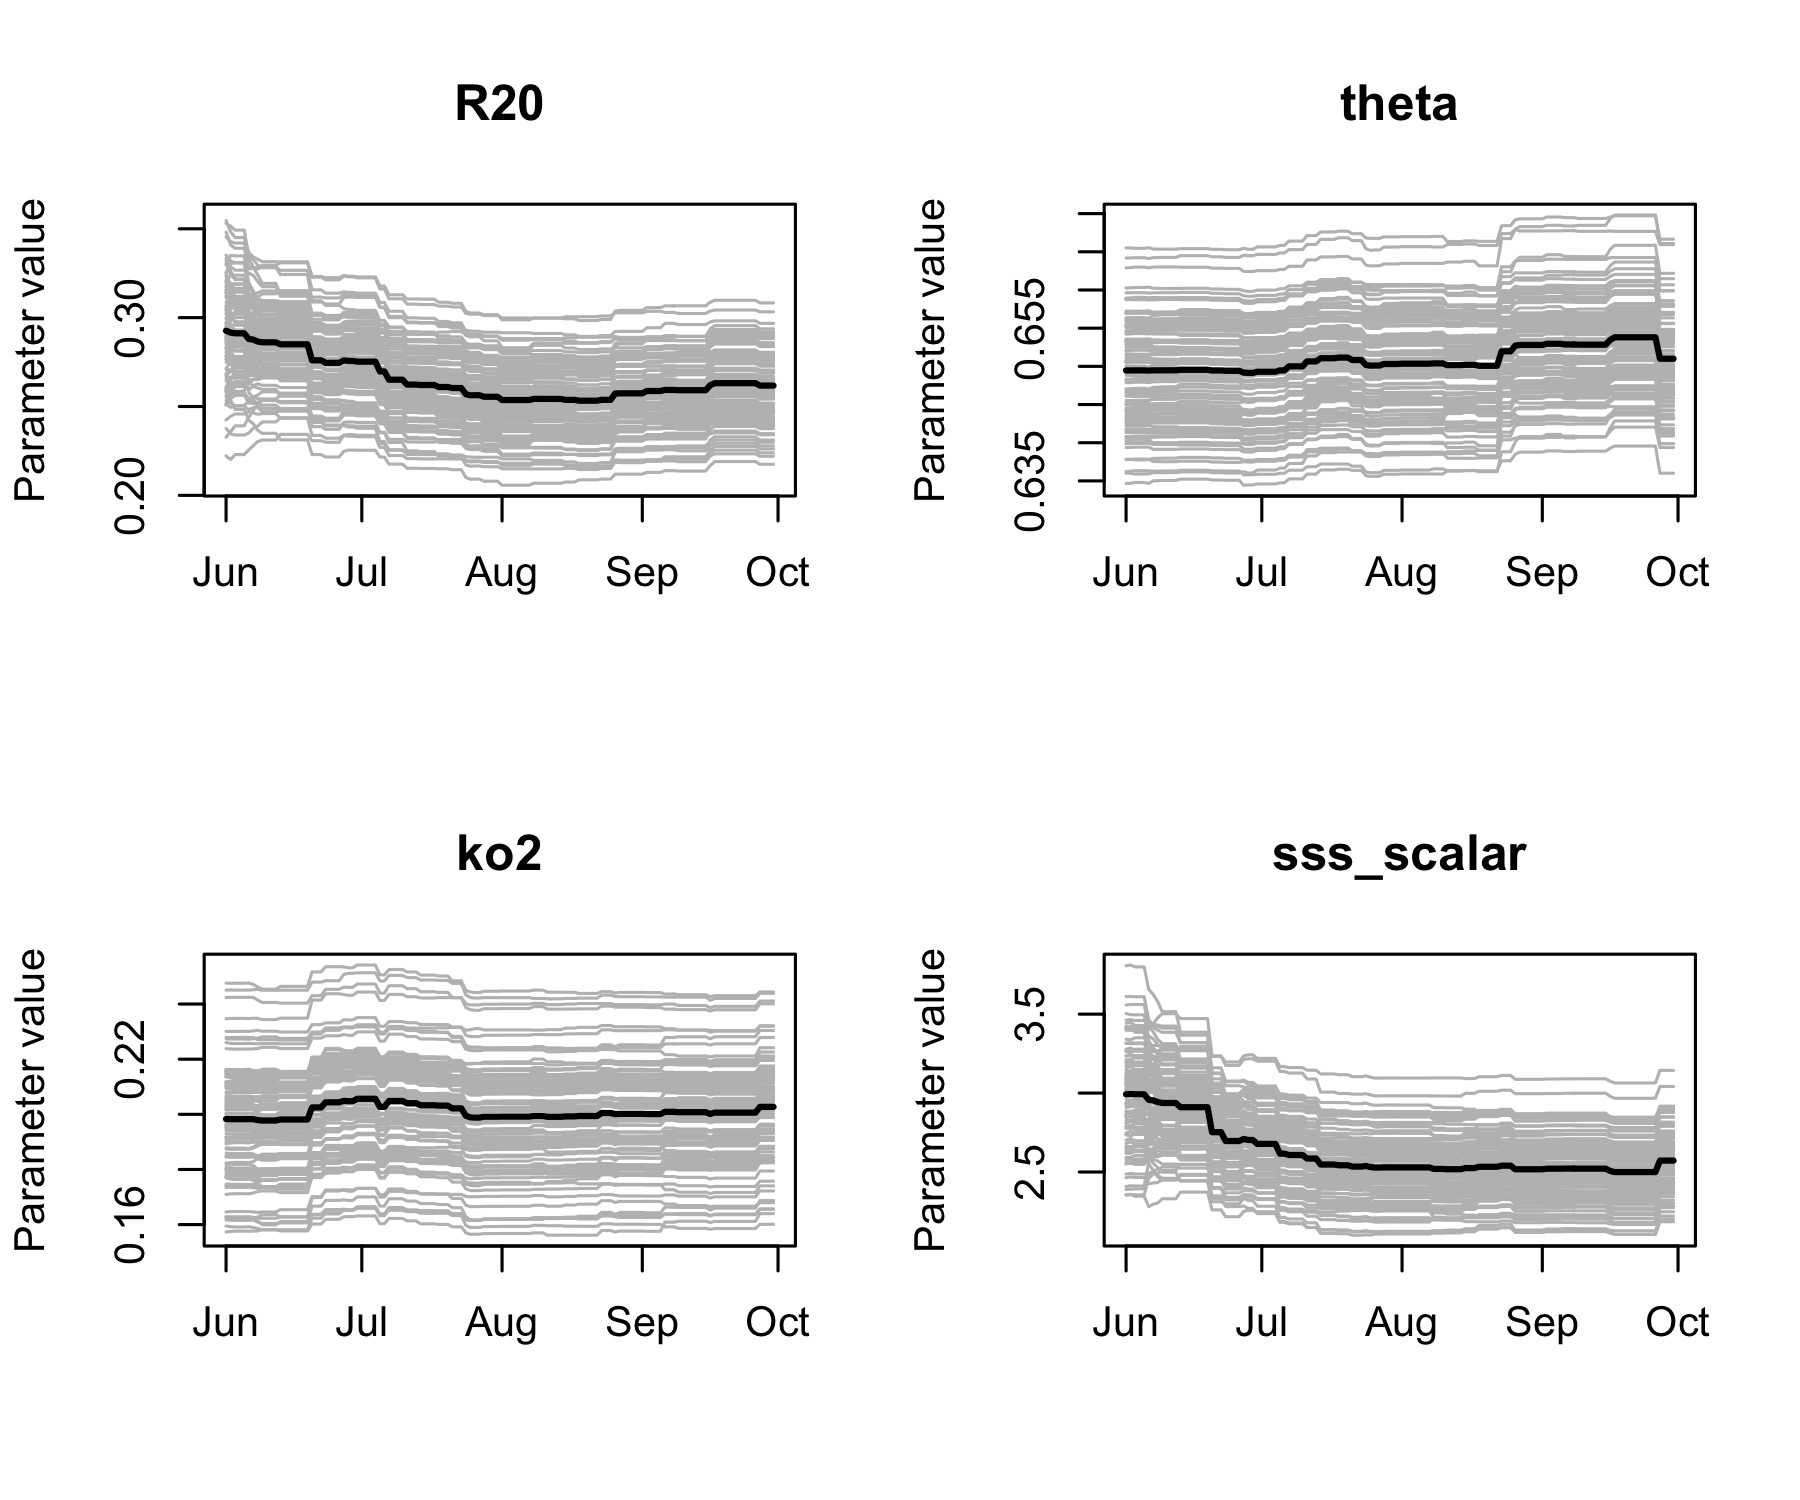 R20
Parameter value
0.30
0.20
Jun Jul Aug Sep Oct
theta
Parameter value
0.655
0.635
Jun Jul Aug Sep Oct
ko2
Parameter value
0.22
0.16
Jun Jul Aug Sep Oct
sss_scalar
Parameter value
3.5
2.5
Jun Jul Aug Sep Oct